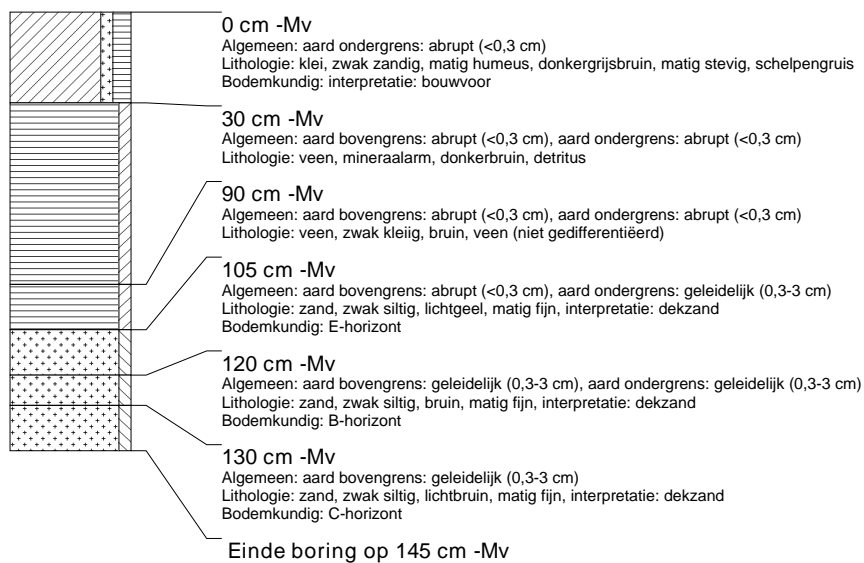 0 cm -Mv
Algemeen: aard ondergrens: abrupt (<0,3 cm)
Lithologie: klei, zwak zandig, matig humeus, donkergrijsbruin, matig stevig, schelpengruis
Bodemkundig: interpretatie: bouwvoor
30 cm -Mv
Algemeen: aard bovengrens: abrupt (<0,3 cm), aard ondergrens: abrupt (<0,3 cm)
Lithologie: veen, mineraalarm, donkerbruin, detritus
90 cm -Mv
Algemeen: aard bovengrens: abrupt (<0,3 cm), aard ondergrens: abrupt (<0,3 cm)
Lithologie: veen, zwak kleiig, bruin, veen (niet gedifferentiëerd)
105 cm -Mv
Algemeen: aard bovengrens: abrupt (<0,3 cm), aard ondergrens: geleidelijk (0,3-3 cm)
Lithologie: zand, zwak siltig, lichtgeel, matig fijn, interpretatie: dekzand
Bodemkundig: E-horizont
120 cm -Mv
Algemeen: aard bovengrens: geleidelijk (0,3-3 cm), aard ondergrens: geleidelijk (0,3-3 cm)
Lithologie: zand, zwak siltig, bruin, matig fijn, interpretatie: dekzand
Bodemkundig: B-horizont
130 cm -Mv
Algemeen: aard bovengrens: geleidelijk (0,3-3 cm)
Lithologie: zand, zwak siltig, lichtbruin, matig fijn, interpretatie: dekzand
Bodemkundig: C-horizont
Einde boring op 145 cm -Mv